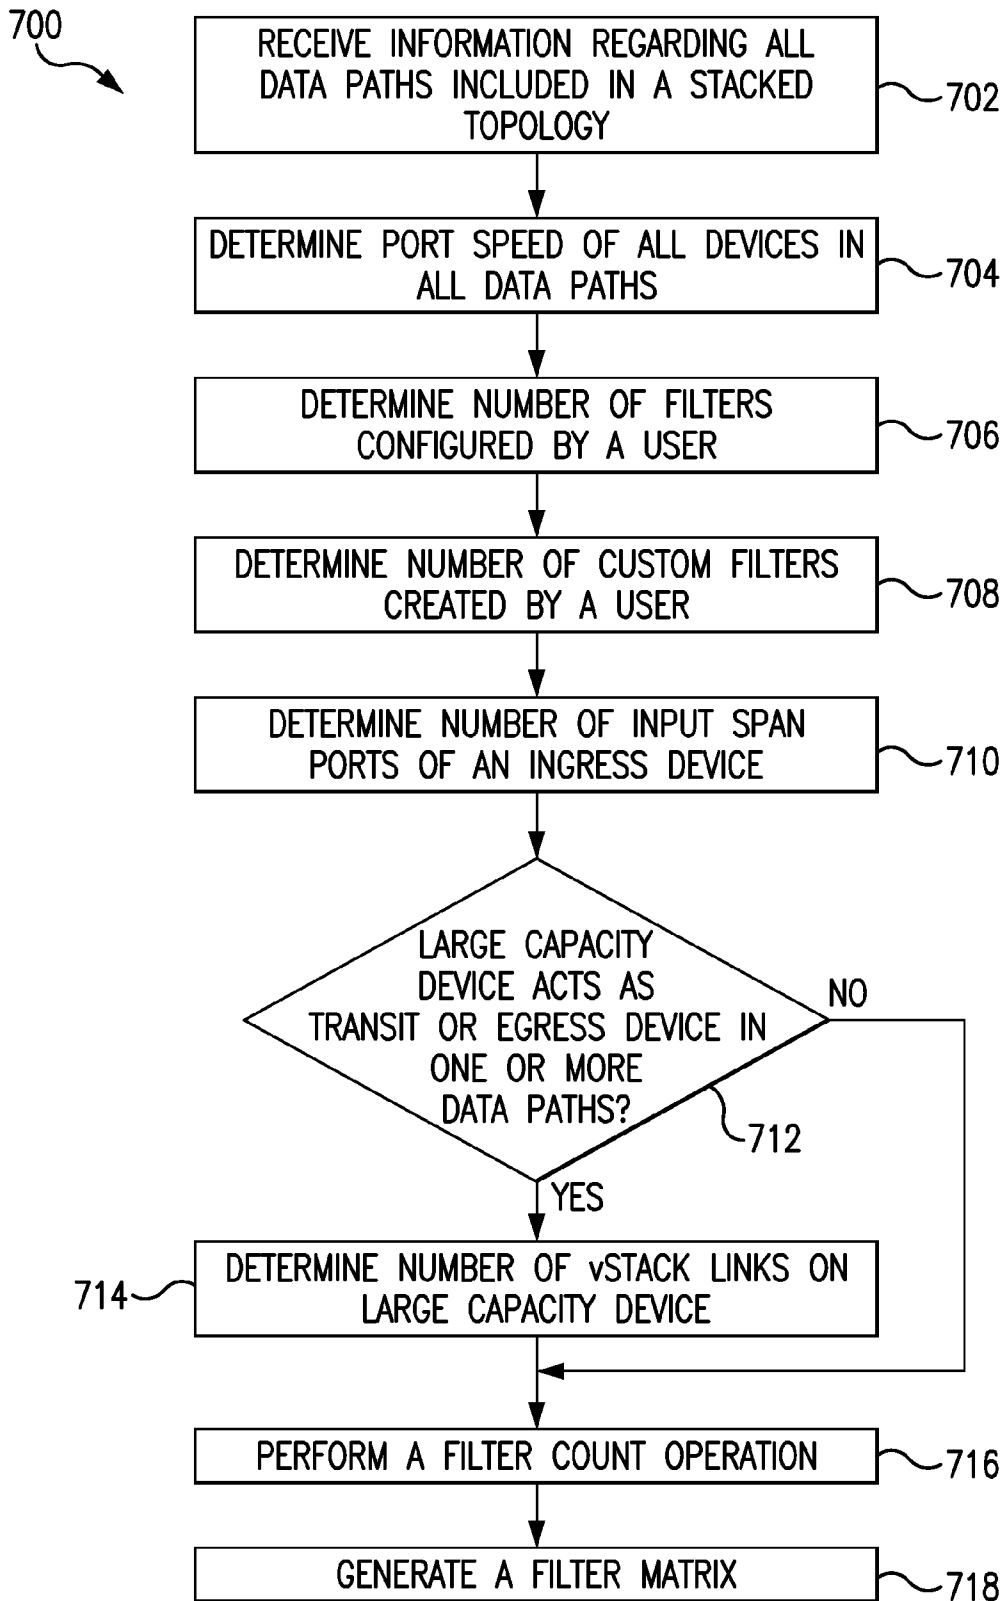 700
RECEIVE INFORMATION REGARDING ALL
DATA PATHS INCLUDED IN A STACKED
TOPOLOGY
702
DETERMINE PORT SPEED OF ALL DEVICES IN
ALL DATA PATHS
704
DETERMINE NUMBER OF FILTERS
CONFIGURED BY A USER
706
DETERMINE NUMBER OF CUSTOM FILTERS
CREATED BY A USER
708
DETERMINE NUMBER OF INPUT SPAN
PORTS OF AN INGRESS DEVICE
710
LARGE CAPACITY
DEVICE ACTS AS
TRANSIT OR EGRESS DEVICE IN
ONE OR MORE
DATA PATHS?
NO
712
YES
DETERMINE NUMBER OF vSTACK LINKS ON
LARGE CAPACITY DEVICE
714
PERFORM A FILTER COUNT OPERATION
716
GENERATE A FILTER MATRIX
718